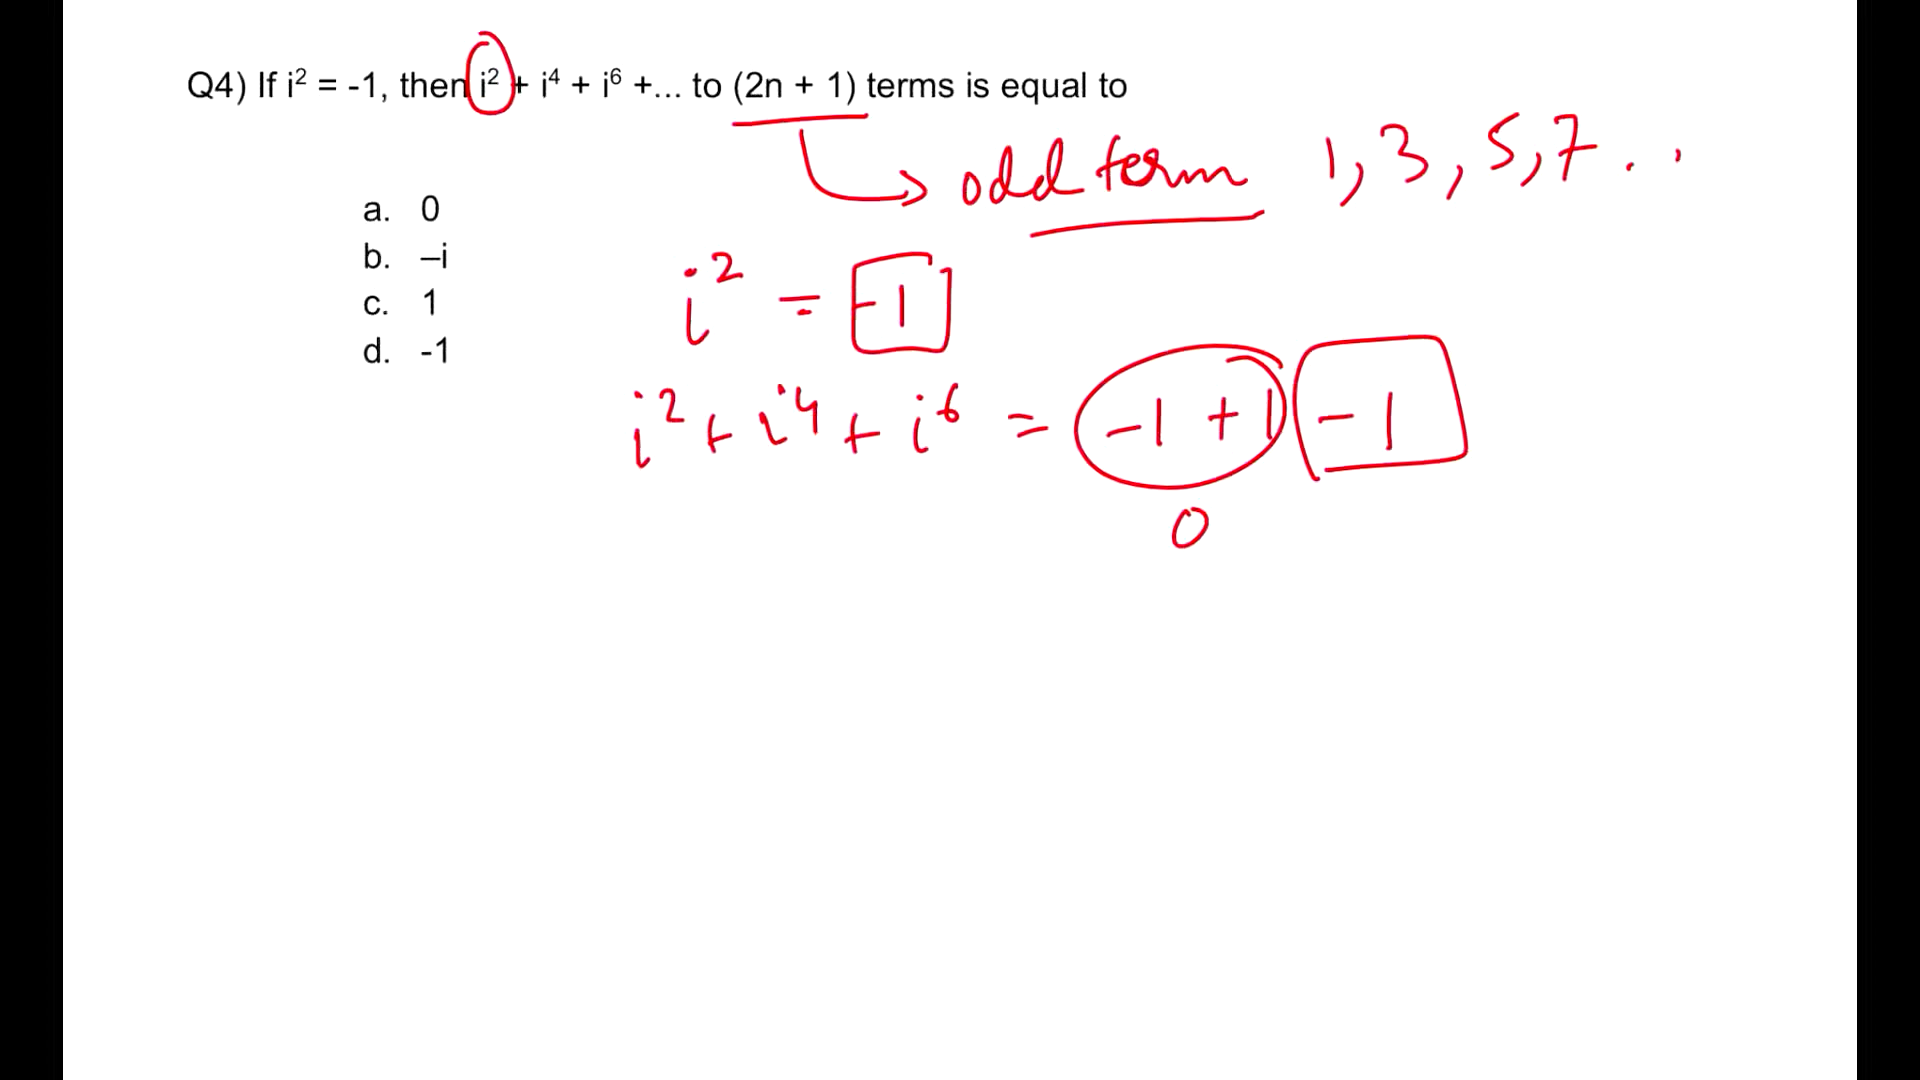 Q4) If i² = -1, then i² + i⁴ + i⁶ +... to (2n + 1) terms is equal to
odd term 1, 3, 5, 7 . . ,
a. 0
b. –i
c. 1
d. -1
i² = -1
i² + i⁴ + i⁶ = -1 + 1 - 1
0